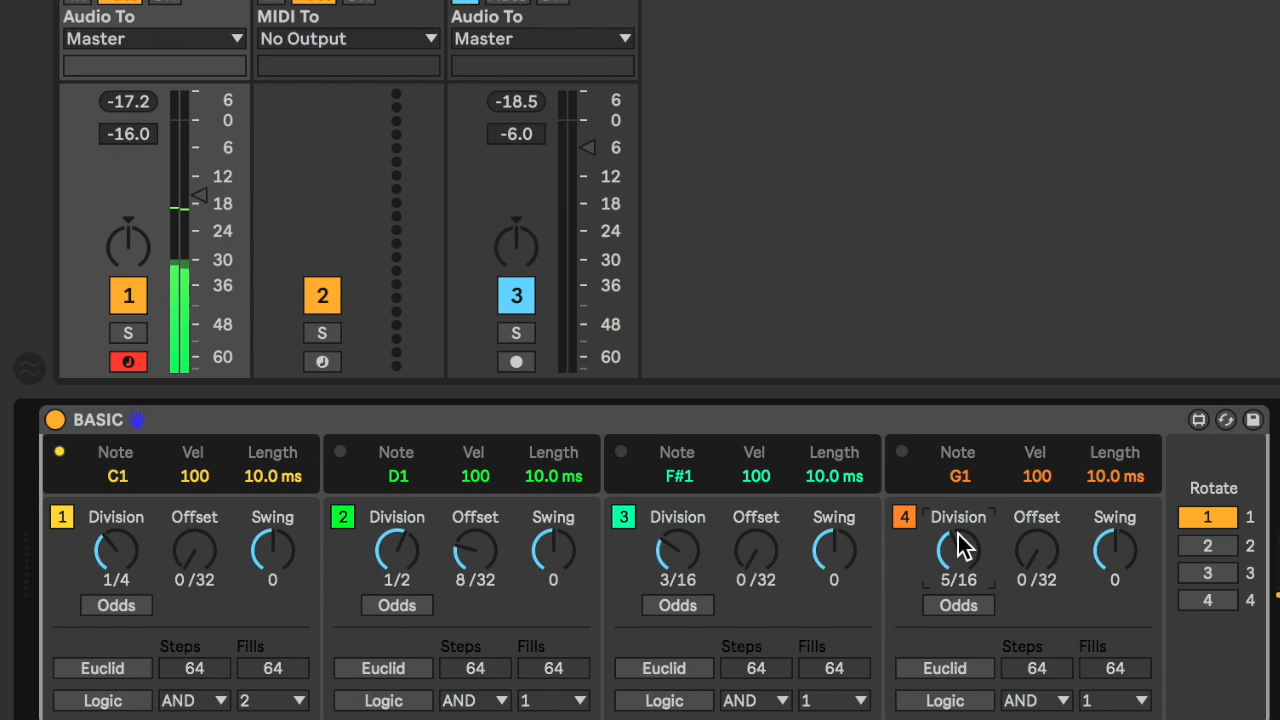 Audio To
MIDI To
Audio To
Master
No Output
Master
-17.2
6
-18.5
6
0
0
-16.0
-6.0
6
6
12
12
18
18
24
24
30
30
1
2
3
36
36
S
S
S
48
48
60
60
BASIC
Note Vel Length
C1 100 10.0 ms
Note Vel Length
D1 100 10.0 ms
Note Vel Length
F#1 100 10.0 ms
Note Vel Length
G1 100 10.0 ms
Rotate
1 1
2 2
3 3
4 4
1 Division Offset Swing
1/4 0 /32 0
Odds
2 Division Offset Swing
1/2 8 /32 0
Odds
3 Division Offset Swing
3/16 0 /32 0
Odds
4 Division Offset Swing
5/16 0 /32 0
Odds
Steps Fills
Euclid 64 64
Logic AND 2
Steps Fills
Euclid 64 64
Logic AND 1
Steps Fills
Euclid 64 64
Logic AND 1
Steps Fills
Euclid 64 64
Logic AND 1